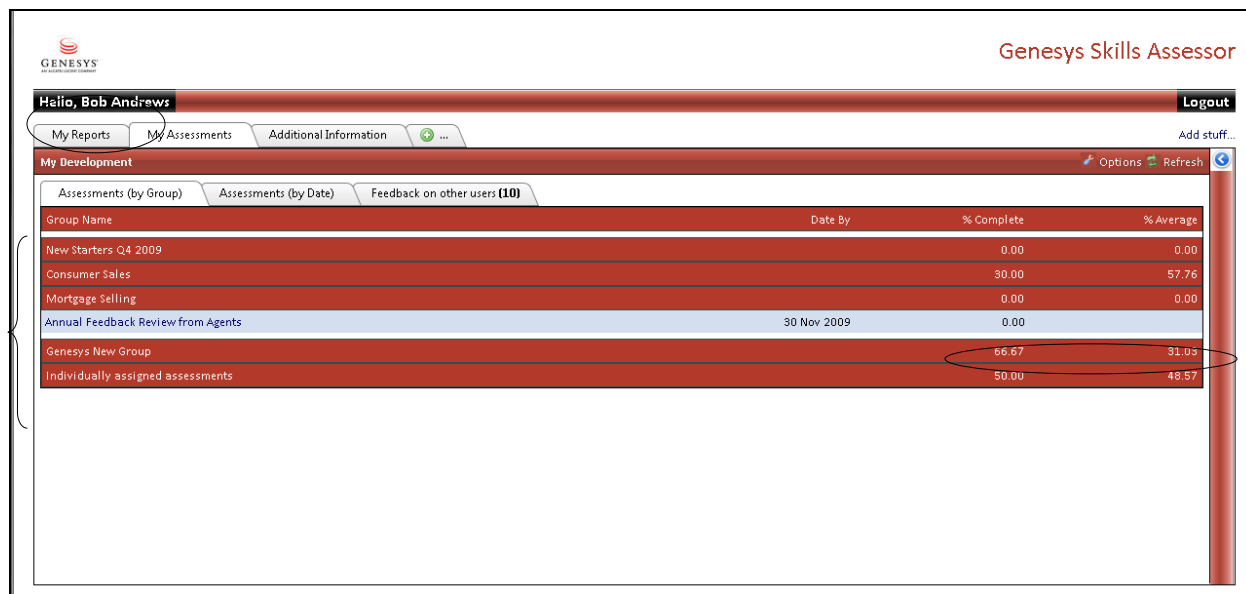 GENESYS
AN ALCATEL-LUCENT COMPANY
Genesys Skills Assessor
Hello, Bob Andrews
Logout
My Reports My Assessments Additional Information ... Add stuff...
My Development Options Refresh
Assessments (by Group) Assessments (by Date) Feedback on other users (10)
Group Name Date By % Complete % Average
New Starters Q4 2009 0.00 0.00
Consumer Sales 30.00 57.76
Mortgage Selling 0.00 0.00
Annual Feedback Review from Agents 30 Nov 2009 0.00
Genesys New Group 66.67 31.03
Individually assigned assessments 50.00 48.57